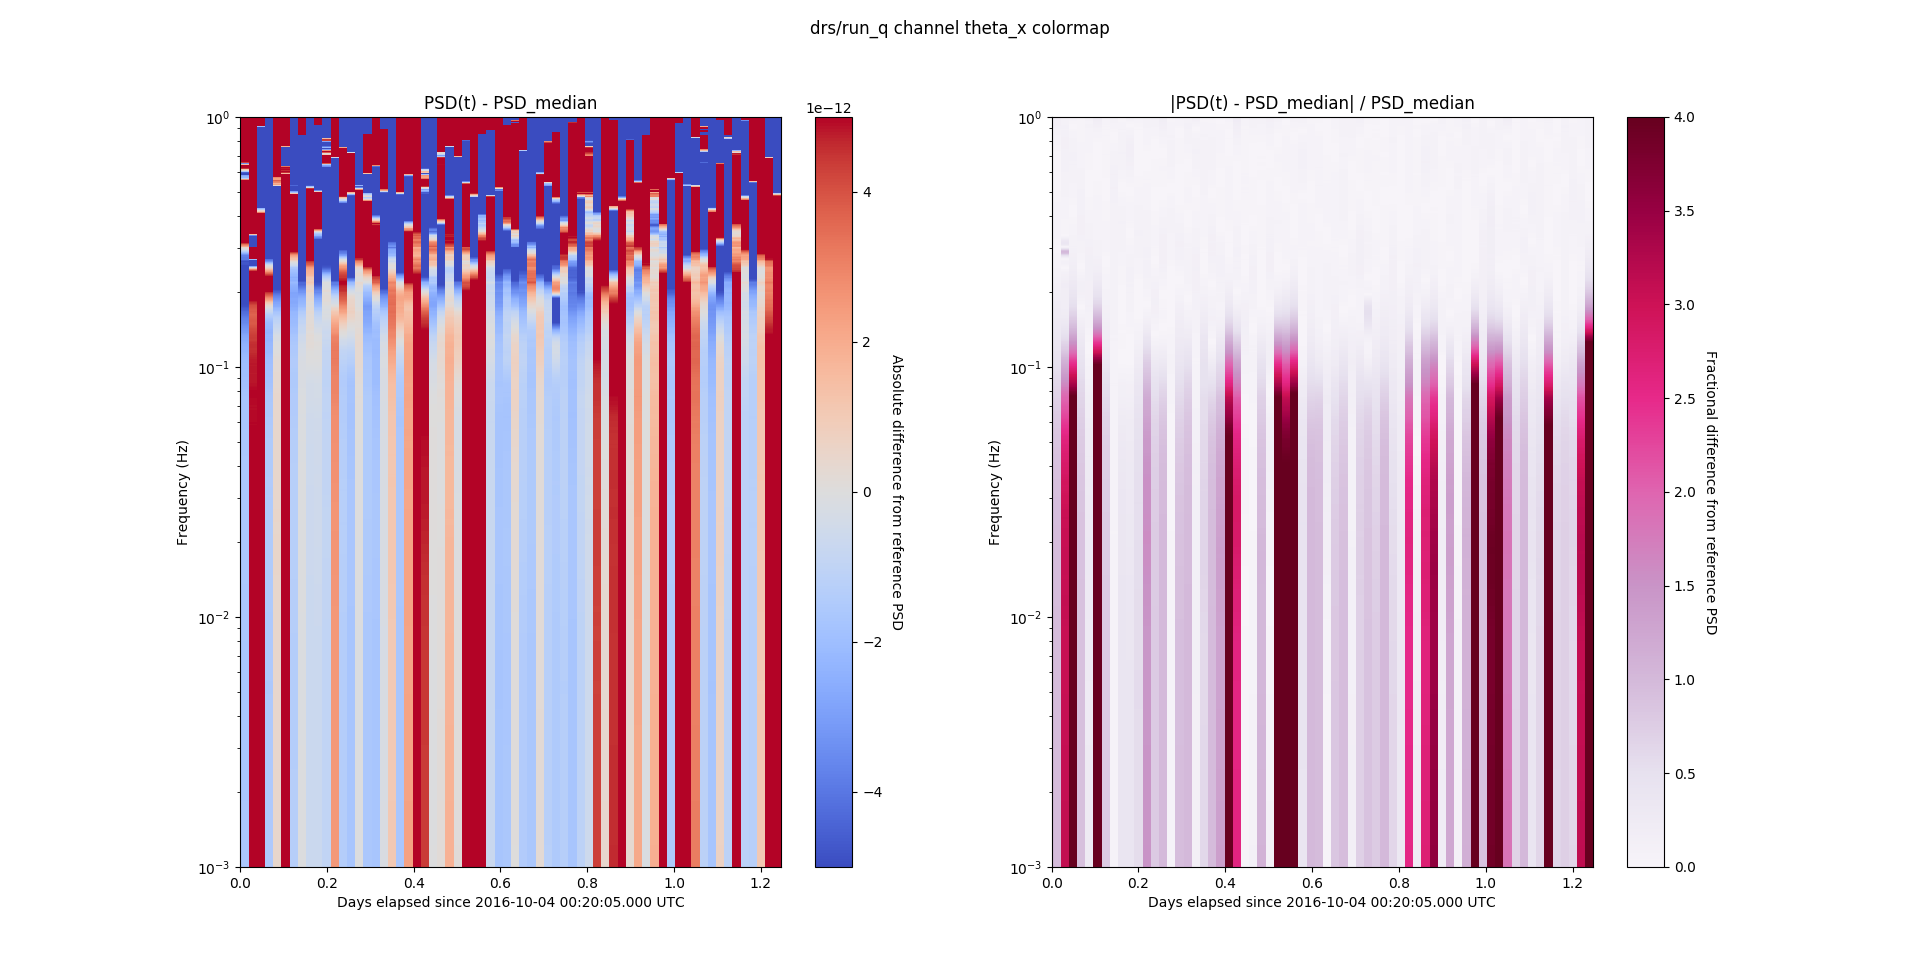 drs/run_q channel theta_x colormap
PSD(t) - PSD_median
1e−12
10⁰
10⁻¹
10⁻²
10⁻³
Frequency (Hz)
0.0 0.2 0.4 0.6 0.8 1.0 1.2
Days elapsed since 2016-10-04 00:20:05.000 UTC
4
2
0
−2
−4
Absolute difference from reference PSD
|PSD(t) - PSD_median| / PSD_median
10⁰
10⁻¹
10⁻²
10⁻³
Frequency (Hz)
0.0 0.2 0.4 0.6 0.8 1.0 1.2
Days elapsed since 2016-10-04 00:20:05.000 UTC
4.0
3.5
3.0
2.5
2.0
1.5
1.0
0.5
0.0
Fractional difference from reference PSD